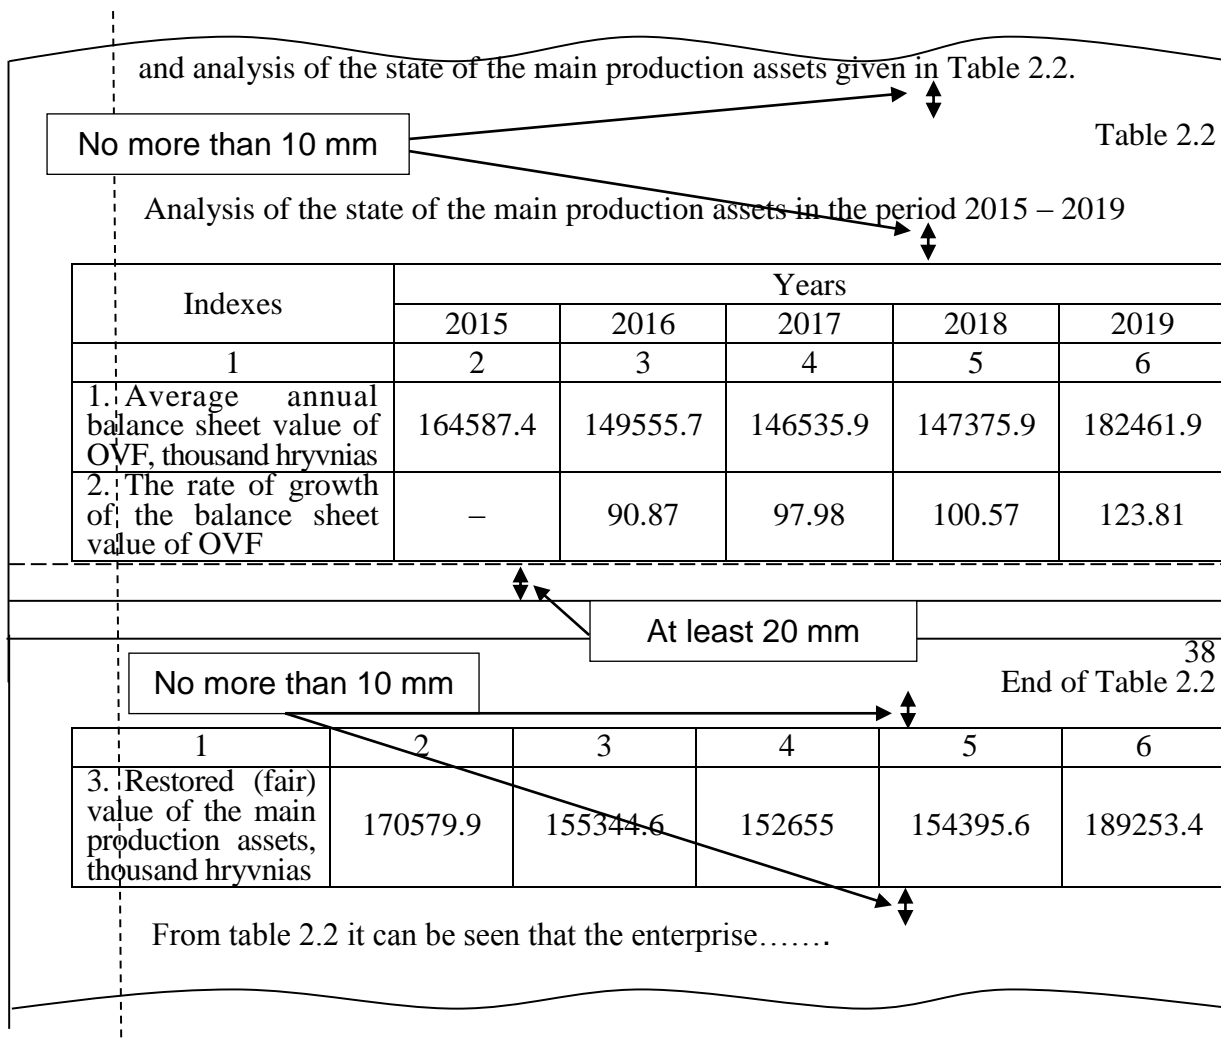 and analysis of the state of the main production assets given in Table 2.2.
No more than 10 mm
Table 2.2
Analysis of the state of the main production assets in the period 2015 – 2019
Indexes
Years
2015 2016 2017 2018 2019
1 2 3 4 5 6
1. Average annual
balance sheet value of
OVF, thousand hryvnias
164587.4 149555.7 146535.9 147375.9 182461.9
2. The rate of growth
of the balance sheet
value of OVF
– 90.87 97.98 100.57 123.81
At least 20 mm
38
No more than 10 mm
End of Table 2.2
1 2 3 4 5 6
3. Restored (fair)
value of the main
production assets,
thousand hryvnias
170579.9 155344.6 152655 154395.6 189253.4
From table 2.2 it can be seen that the enterprise…….